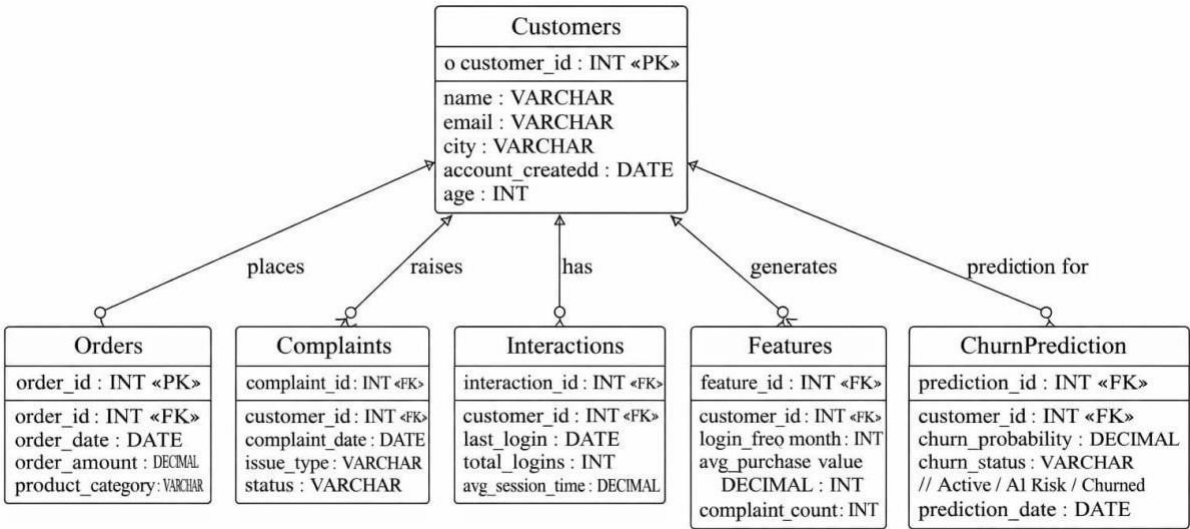 Customers
o customer_id : INT «PK»
name : VARCHAR
email : VARCHAR
city : VARCHAR
account_createdd : DATE
age : INT
places
raises
has
generates
prediction for
Orders
order_id : INT «PK»
order_id : INT «FK»
order_date : DATE
order_amount : DECIMAL
product_category : VARCHAR
Complaints
complaint_id : INT «FK»
customer_id : INT «FK»
complaint_date : DATE
issue_type : VARCHAR
status : VARCHAR
Interactions
interaction_id : INT «FK»
customer_id : INT «FK»
last_login : DATE
total_logins : INT
avg_session_time : DECIMAL
Features
feature_id : INT «FK»
customer_id : INT «FK»
login_freo month : INT
avg_purchase value
DECIMAL : INT
complaint_count : INT
ChurnPrediction
prediction_id : INT «FK»
customer_id : INT «FK»
churn_probability : DECIMAL
churn_status : VARCHAR
// Active / A1 Risk / Churned
prediction_date : DATE